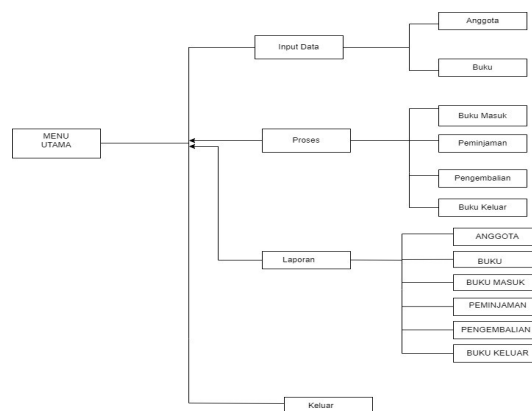 MENU
UTAMA
Input Data
Anggota
Buku
Proses
Buku Masuk
Peminjaman
Pengembalian
Buku Keluar
Laporan
ANGGOTA
BUKU
BUKU MASUK
PEMINJAMAN
PENGEMBALIAN
BUKU KELUAR
Keluar